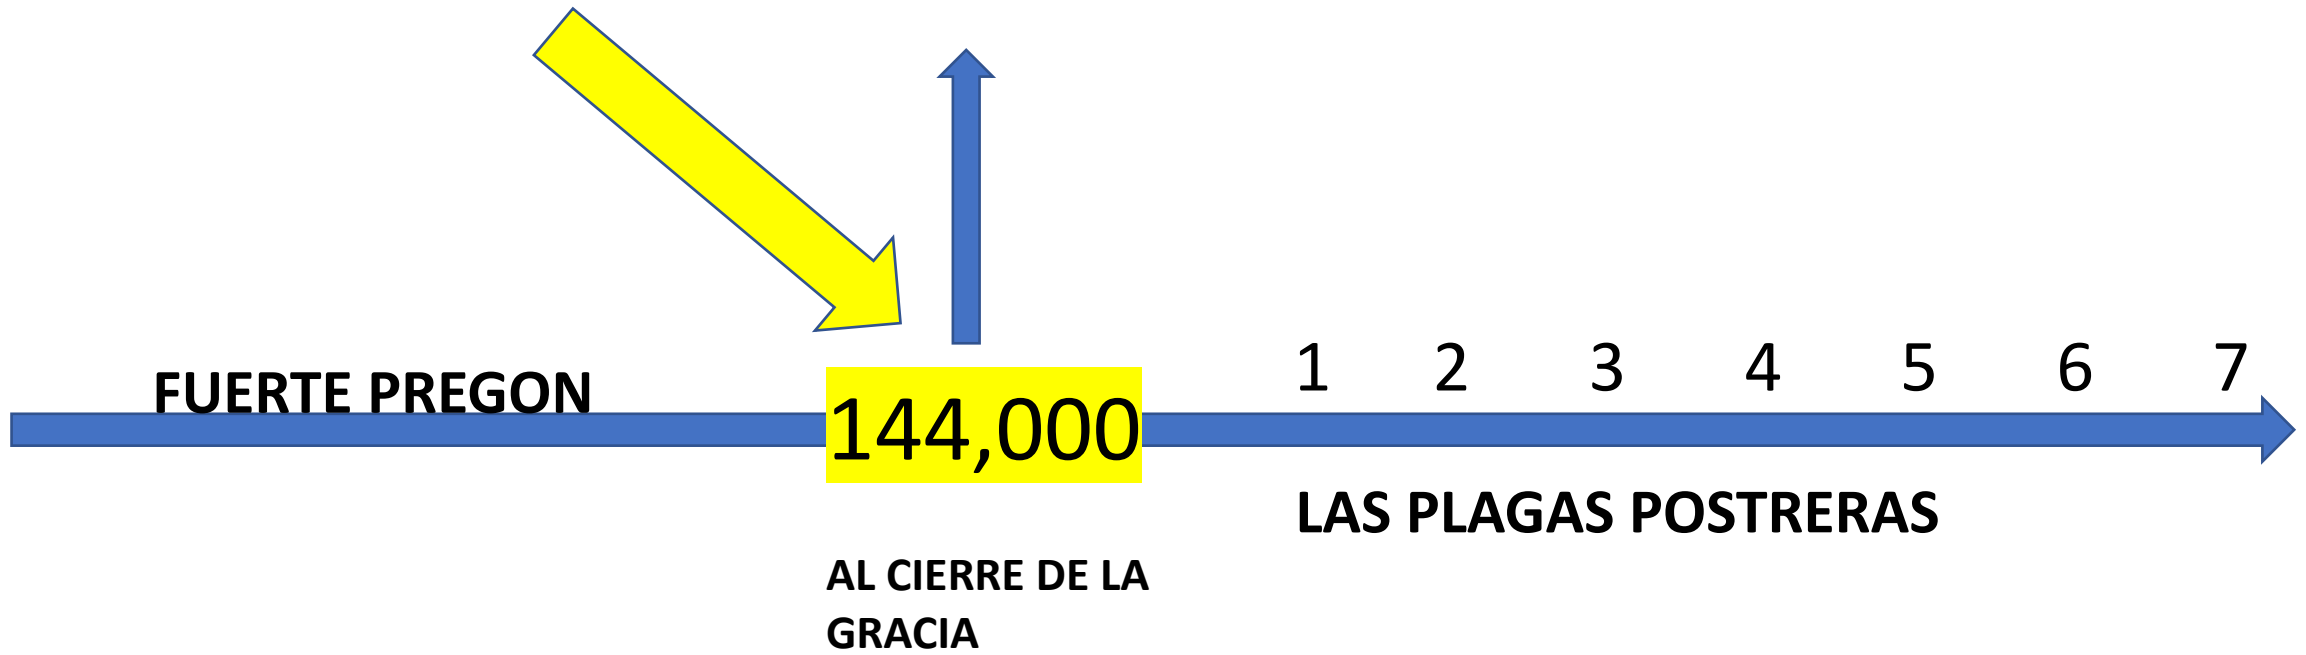 FUERTE PREGON
144,000
1 2 3 4 5 6 7
LAS PLAGAS POSTRERAS
AL CIERRE DE LA
GRACIA